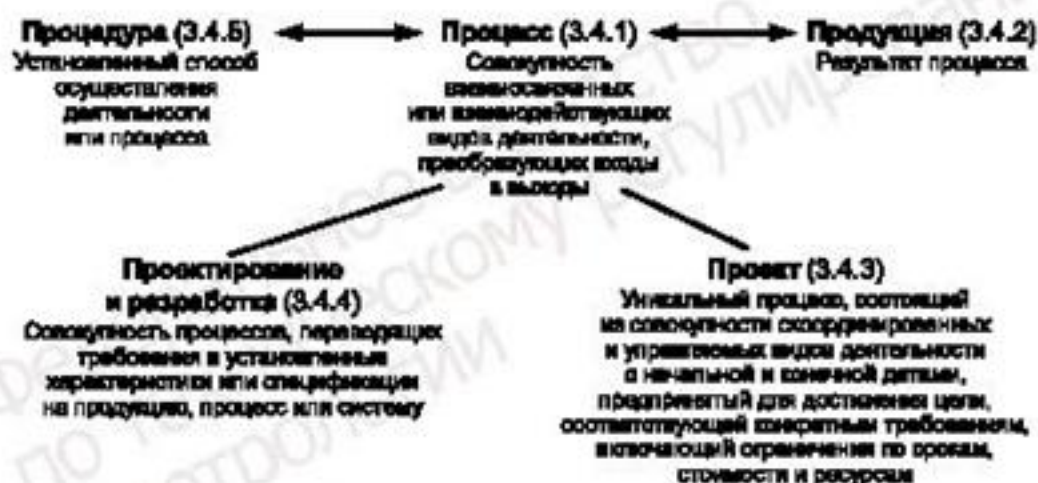 Процедура (3.4.5)
Установленный способ
осуществления
деятельности
или процесса
Процесс (3.4.1)
Совокупность
взаимосвязанных
или взаимодействующих
видов деятельности,
преобразующих входы
в выходы
Продукция (3.4.2)
Результат процесса
Проектирование
и разработка (3.4.4)
Совокупность процессов, переводящих
требования в установленные
характеристики или спецификации
на продукцию, процесс или систему
Проект (3.4.3)
Уникальный процесс, состоящий
из совокупности скоординированных
и управляемых видов деятельности
с начальной и конечной датами,
предпринятый для достижения цели,
соответствующей конкретным требованиям,
включающий ограничения по срокам,
стоимости и ресурсам